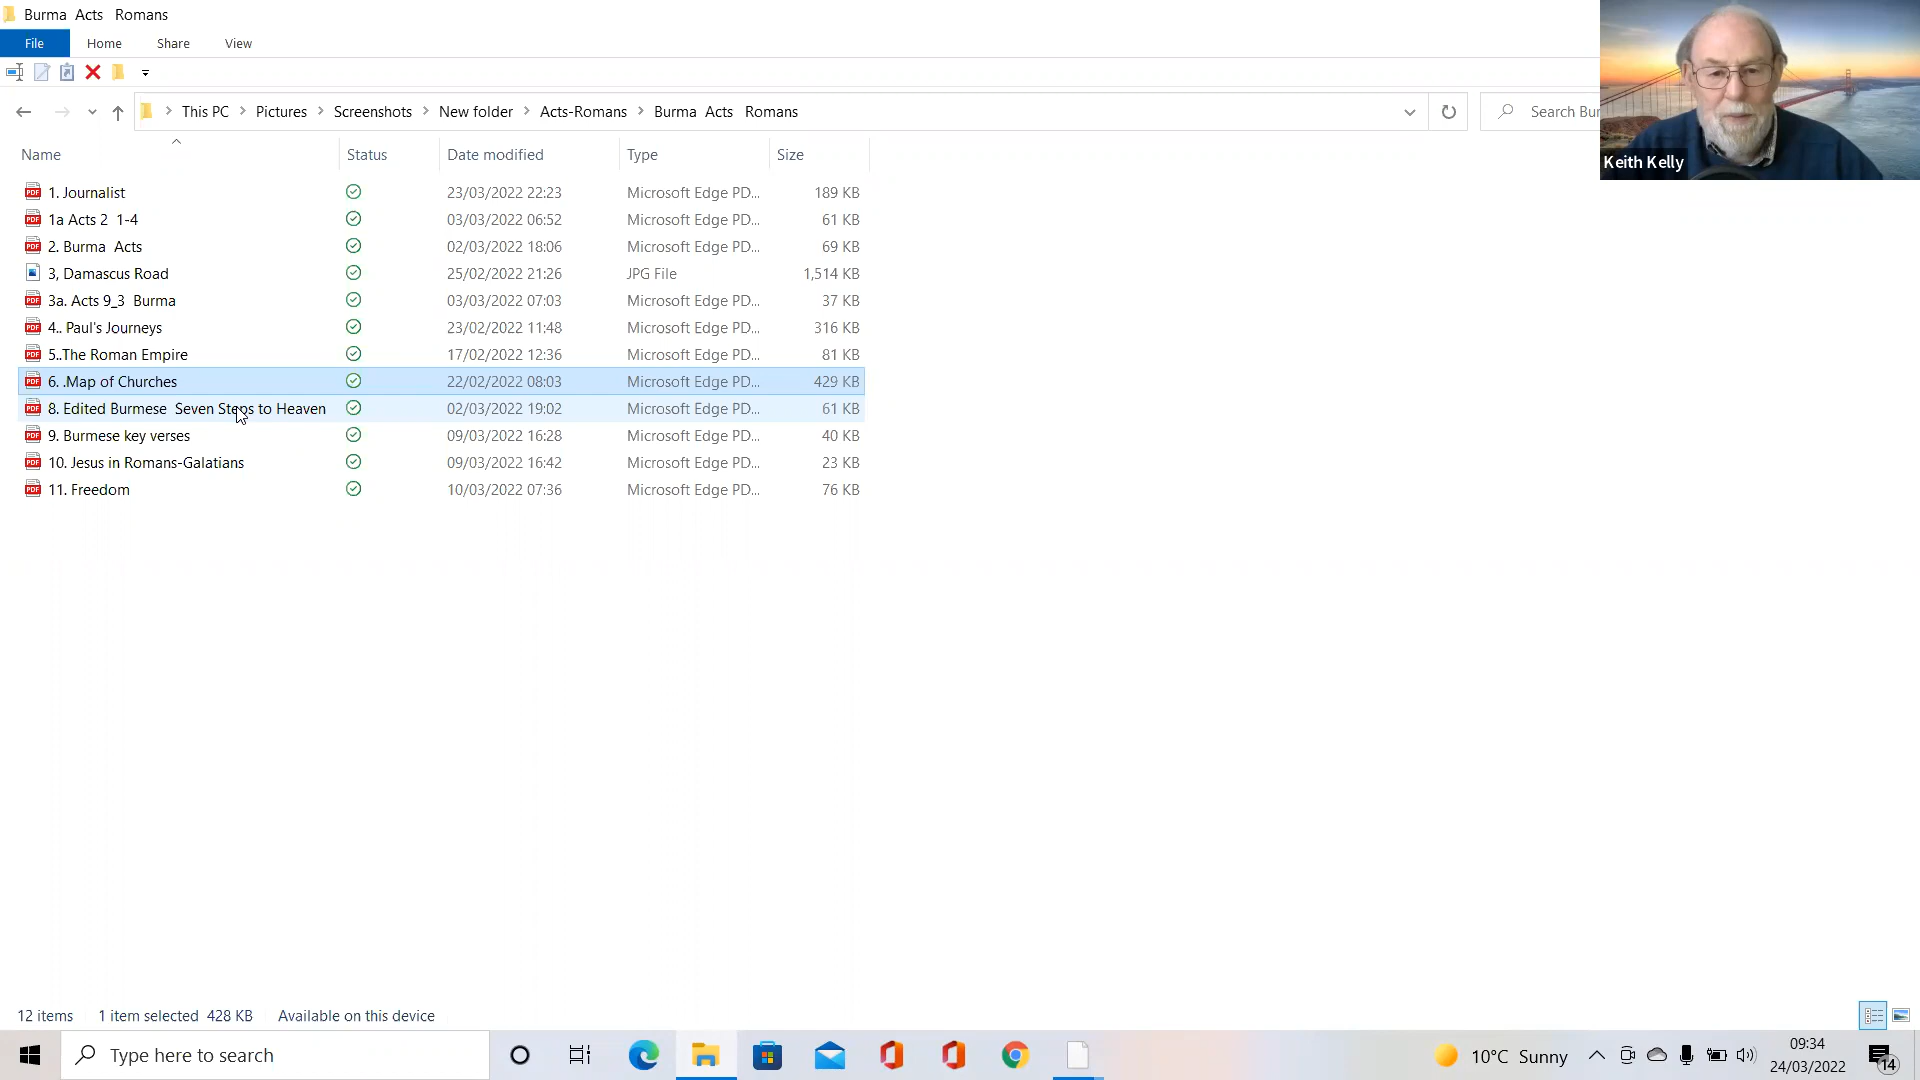 Burma Acts Romans
File Home Share View
This PC Pictures Screenshots New folder Acts-Romans Burma Acts Romans
Search Bu
Keith Kelly
Name Status Date modified Type Size
1. Journalist 23/03/2022 22:23 Microsoft Edge PD... 189 KB
1a Acts 2 1-4 03/03/2022 06:52 Microsoft Edge PD... 61 KB
2. Burma Acts 02/03/2022 18:06 Microsoft Edge PD... 69 KB
3, Damascus Road 25/02/2022 21:26 JPG File 1,514 KB
3a. Acts 9_3 Burma 03/03/2022 07:03 Microsoft Edge PD... 37 KB
4.. Paul's Journeys 23/02/2022 11:48 Microsoft Edge PD... 316 KB
5..The Roman Empire 17/02/2022 12:36 Microsoft Edge PD... 81 KB
6. .Map of Churches 22/02/2022 08:03 Microsoft Edge PD... 429 KB
8. Edited Burmese Seven Steps to Heaven 02/03/2022 19:02 Microsoft Edge PD... 61 KB
9. Burmese key verses 09/03/2022 16:28 Microsoft Edge PD... 40 KB
10. Jesus in Romans-Galatians 09/03/2022 16:42 Microsoft Edge PD... 23 KB
11. Freedom 10/03/2022 07:36 Microsoft Edge PD... 76 KB
12 items 1 item selected 428 KB Available on this device
Type here to search
10°C Sunny
09:34
24/03/2022
14